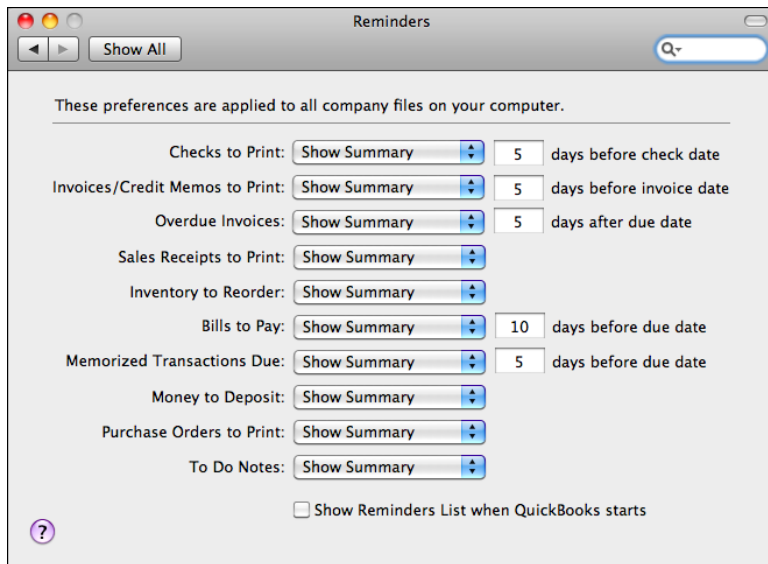 Reminders
Show All
These preferences are applied to all company files on your computer.
Checks to Print: Show Summary 5 days before check date
Invoices/Credit Memos to Print: Show Summary 5 days before invoice date
Overdue Invoices: Show Summary 5 days after due date
Sales Receipts to Print: Show Summary
Inventory to Reorder: Show Summary
Bills to Pay: Show Summary 10 days before due date
Memorized Transactions Due: Show Summary 5 days before due date
Money to Deposit: Show Summary
Purchase Orders to Print: Show Summary
To Do Notes: Show Summary
Show Reminders List when QuickBooks starts
?